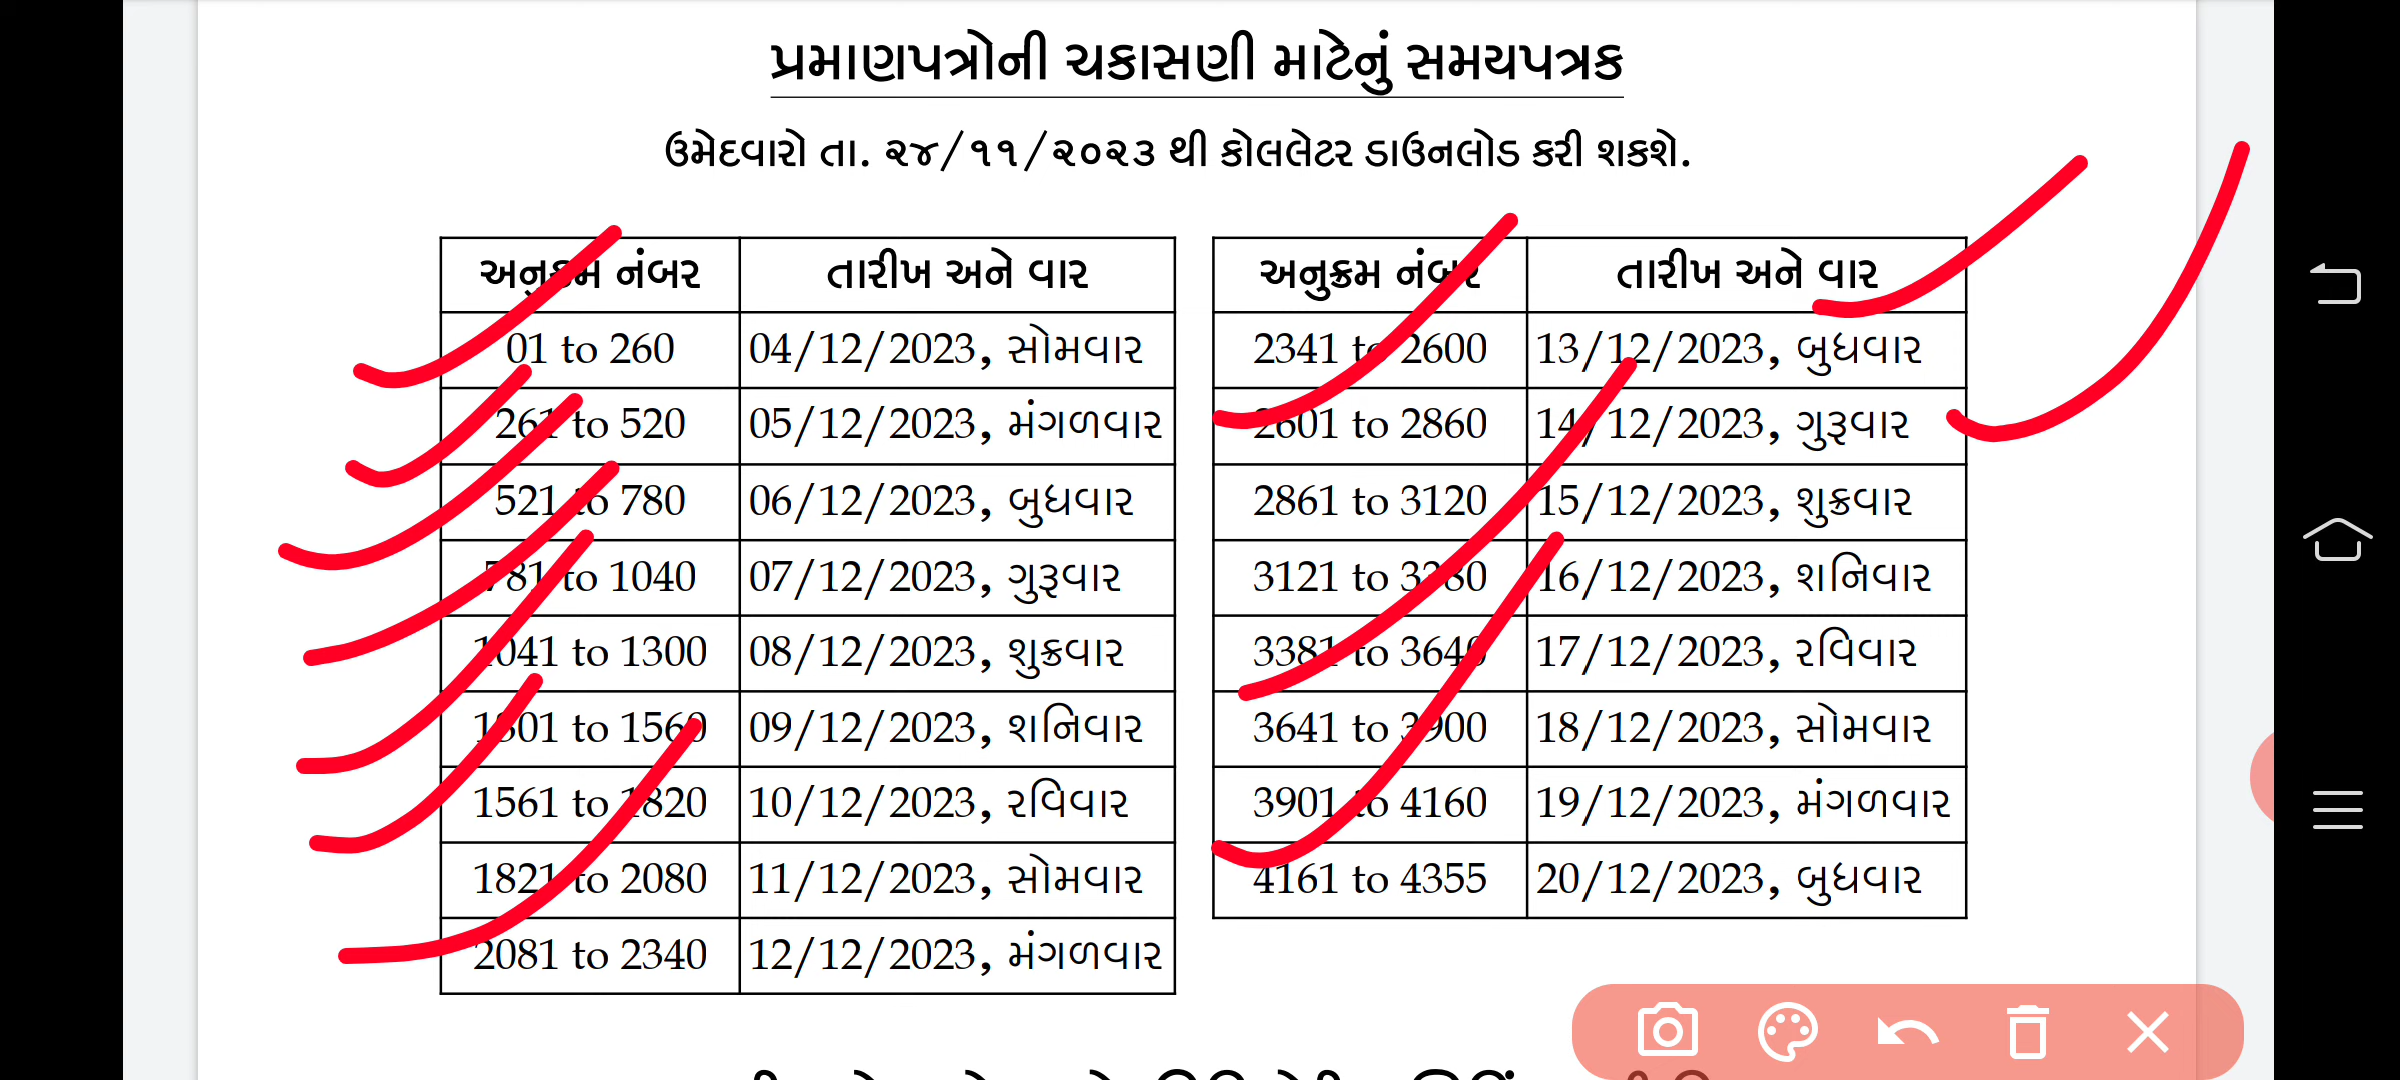 પ્રમાણપત્રોની ચકાસણી માટેનું સમયપત્રક
ઉમેદવારો તા. ૨૪/૧૧/૨૦૨૩ થી કોલલેટર ડાઉનલોડ કરી શકશે.
અનુક્રમ નંબર તારીખ અને વાર
01 to 260 04/12/2023, સોમવાર
261 to 520 05/12/2023, મંગળવાર
521 to 780 06/12/2023, બુધવાર
781 to 1040 07/12/2023, ગુરૂવાર
1041 to 1300 08/12/2023, શુક્રવાર
1301 to 1560 09/12/2023, શનિવાર
1561 to 1820 10/12/2023, રવિવાર
1821 to 2080 11/12/2023, સોમવાર
2081 to 2340 12/12/2023, મંગળવાર
અનુક્રમ નંબર તારીખ અને વાર
2341 to 2600 13/12/2023, બુધવાર
2601 to 2860 14/12/2023, ગુરૂવાર
2861 to 3120 15/12/2023, શુક્રવાર
3121 to 3380 16/12/2023, શનિવાર
3381 to 3640 17/12/2023, રવિવાર
3641 to 3900 18/12/2023, સોમવાર
3901 to 4160 19/12/2023, મંગળવાર
4161 to 4355 20/12/2023, બુધવાર